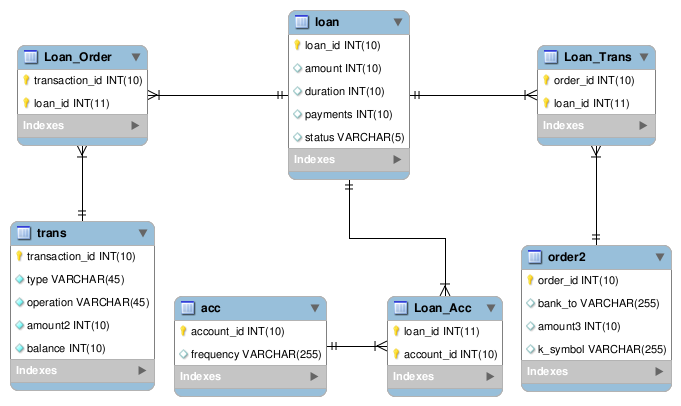 loan
loan_id INT(10)
amount INT(10)
duration INT(10)
payments INT(10)
status VARCHAR(5)
Indexes
Loan_Order
transaction_id INT(10)
loan_id INT(11)
Indexes
Loan_Trans
order_id INT(10)
loan_id INT(11)
Indexes
trans
transaction_id INT(10)
type VARCHAR(45)
operation VARCHAR(45)
amount2 INT(10)
balance INT(10)
Indexes
acc
account_id INT(10)
frequency VARCHAR(255)
Indexes
Loan_Acc
loan_id INT(11)
account_id INT(10)
Indexes
order2
order_id INT(10)
bank_to VARCHAR(255)
amount3 INT(10)
k_symbol VARCHAR(255)
Indexes